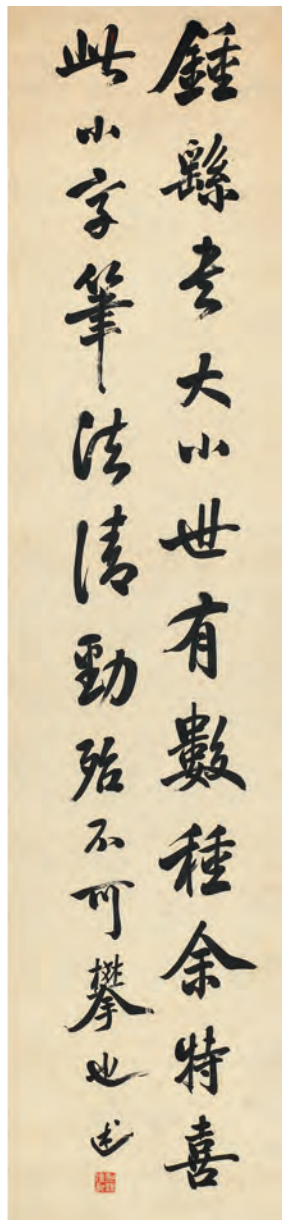 鍾繇書大小世有數種余特喜
此小字筆法清勁殆不可攀也 述